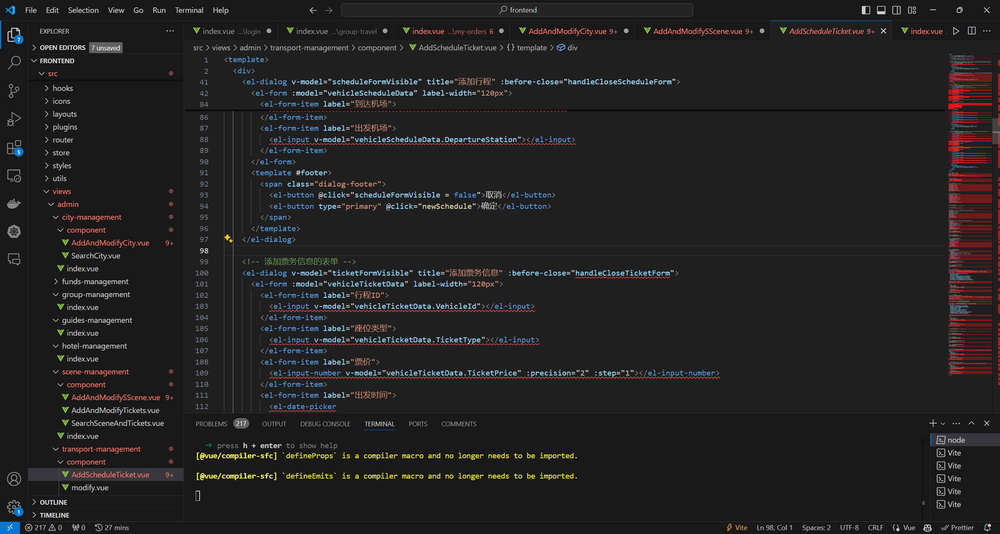 File Edit Selection View Go Run Terminal Help
frontend
EXPLORER
OPEN EDITORS 7 unsaved
FRONTEND
src
hooks
icons
layouts
plugins
router
store
styles
utils
views
admin
city-management
component
AddAndModifyCity.vue 9+
SearchCity.vue
index.vue
funds-management
group-management
index.vue
guides-management
index.vue
hotel-management
index.vue
scene-management
component
AddAndModifySScene.vue 9+
AddAndModifyTickets.vue
SearchSceneAndTickets.vue
index.vue
transport-management
component
AddScheduleTicket.vue 9+
modify.vue
OUTLINE
TIMELINE
7
5
1
index.vue ...\login
index.vue ...\group-travel
index.vue ...\my-orders 6
AddAndModifyCity.vue 9+
AddAndModifySScene.vue 9+
AddScheduleTicket.vue 9+
index.vue .
src > views > admin > transport-management > component > AddScheduleTicket.vue > {} template > div
1 <template>
2 <div>
41 <el-dialog v-model="scheduleFormVisible" title="添加行程" :before-close="handleCloseScheduleForm">
42 <el-form :model="vehicleScheduleData" label-width="120px">
84 <el-form-item label="到达机场">
86 </el-form-item>
87 <el-form-item label="出发机场">
88 <el-input v-model="vehicleScheduleData.DepartureStation"></el-input>
89 </el-form-item>
90 </el-form>
91 <template #footer>
92 <span class="dialog-footer">
93 <el-button @click="scheduleFormVisible = false">取消</el-button>
94 <el-button type="primary" @click="newSchedule">确定</el-button>
95 </span>
96 </template>
97 </el-dialog>
98
99 <!-- 添加票务信息的表单 -->
100 <el-dialog v-model="ticketFormVisible" title="添加票务信息" :before-close="handleCloseTicketForm">
101 <el-form :model="vehicleTicketData" label-width="120px">
102 <el-form-item label="行程ID">
103 <el-input v-model="vehicleTicketData.VehicleId"></el-input>
104 </el-form-item>
105 <el-form-item label="座位类型">
106 <el-input v-model="vehicleTicketData.TicketType"></el-input>
107 </el-form-item>
108 <el-form-item label="票价">
109 <el-input-number v-model="vehicleTicketData.TicketPrice" :precision="2" :step="1"></el-input-number>
110 </el-form-item>
111 <el-form-item label="出发时间">
112 <el-date-picker
PROBLEMS 217 OUTPUT DEBUG CONSOLE TERMINAL PORTS COMMENTS
➜ press h + enter to show help
[@vue/compiler-sfc] `defineProps` is a compiler macro and no longer needs to be imported.
[@vue/compiler-sfc] `defineEmits` is a compiler macro and no longer needs to be imported.
node
Vite
Vite
Vite
Vite
Vite
217 0 0 27 mins
Vite Ln 98, Col 1 Spaces: 2 UTF-8 CRLF Vue Prettier